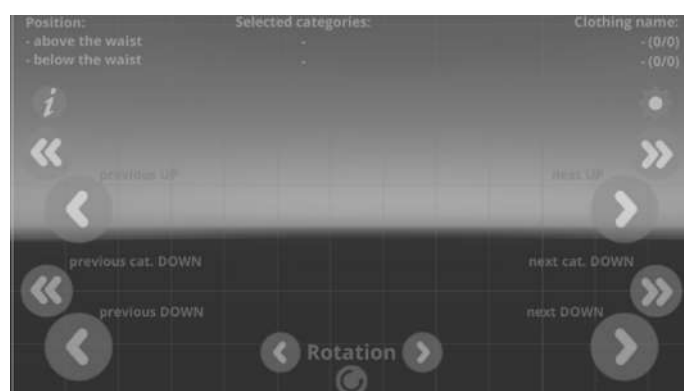 Position:
Selected categories:
Clothing name:
- above the waist
-
- (0/0)
- below the waist
-
- (0/0)
i
previous UP
next UP
previous cat. DOWN
next cat. DOWN
previous DOWN
next DOWN
Rotation